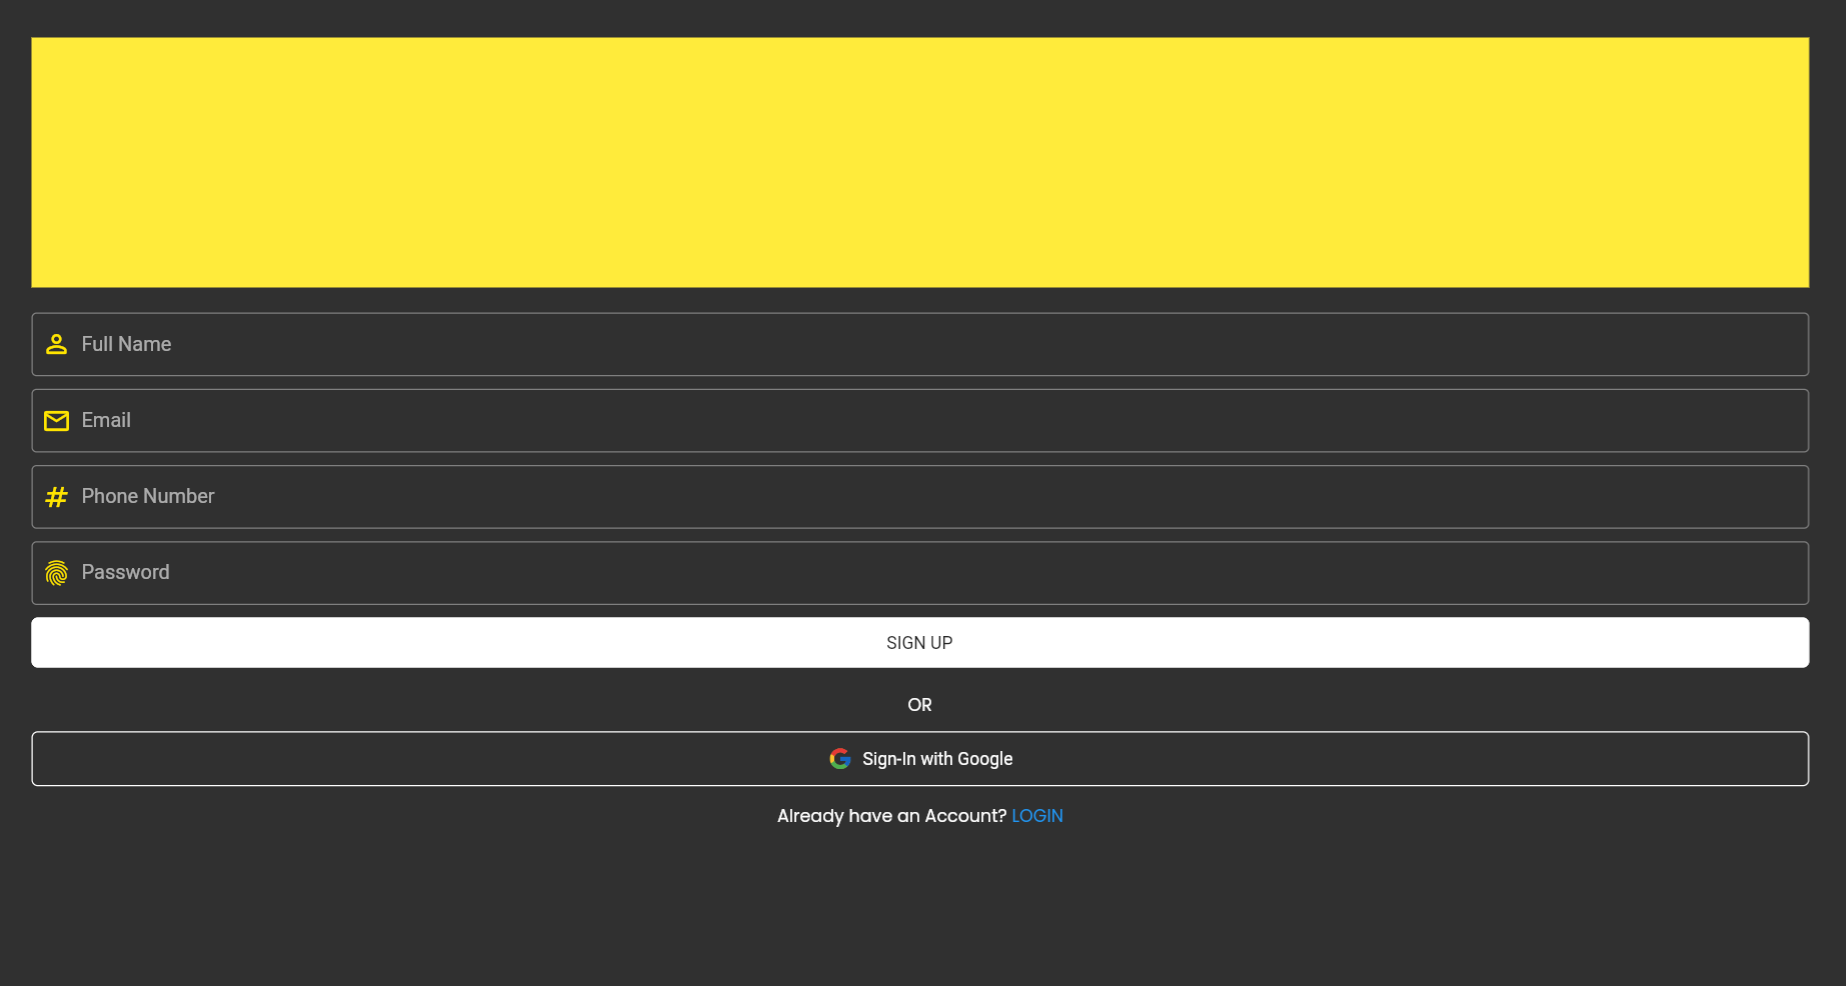 Full Name
Email
Phone Number
Password
SIGN UP
OR
Sign-In with Google
Already have an Account? LOGIN